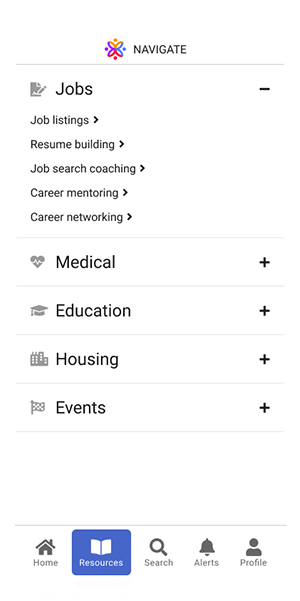 NAVIGATE
Jobs
Job listings
Resume building
Job search coaching
Career mentoring
Career networking
Medical
Education
Housing
Events
Home Resources Search Alerts Profile